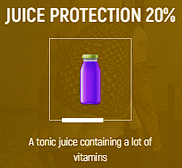 JUICE PROTECTION 20%
A tonic juice containing a lot of
vitamins